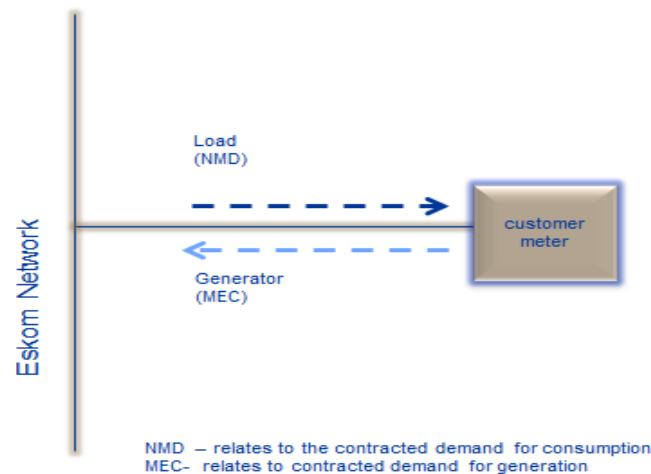 Load
(NMD)
customer
meter
Generator
(MEC)
Eskom Network
NMD – relates to the contracted demand for consumption
MEC- relates to contracted demand for generation